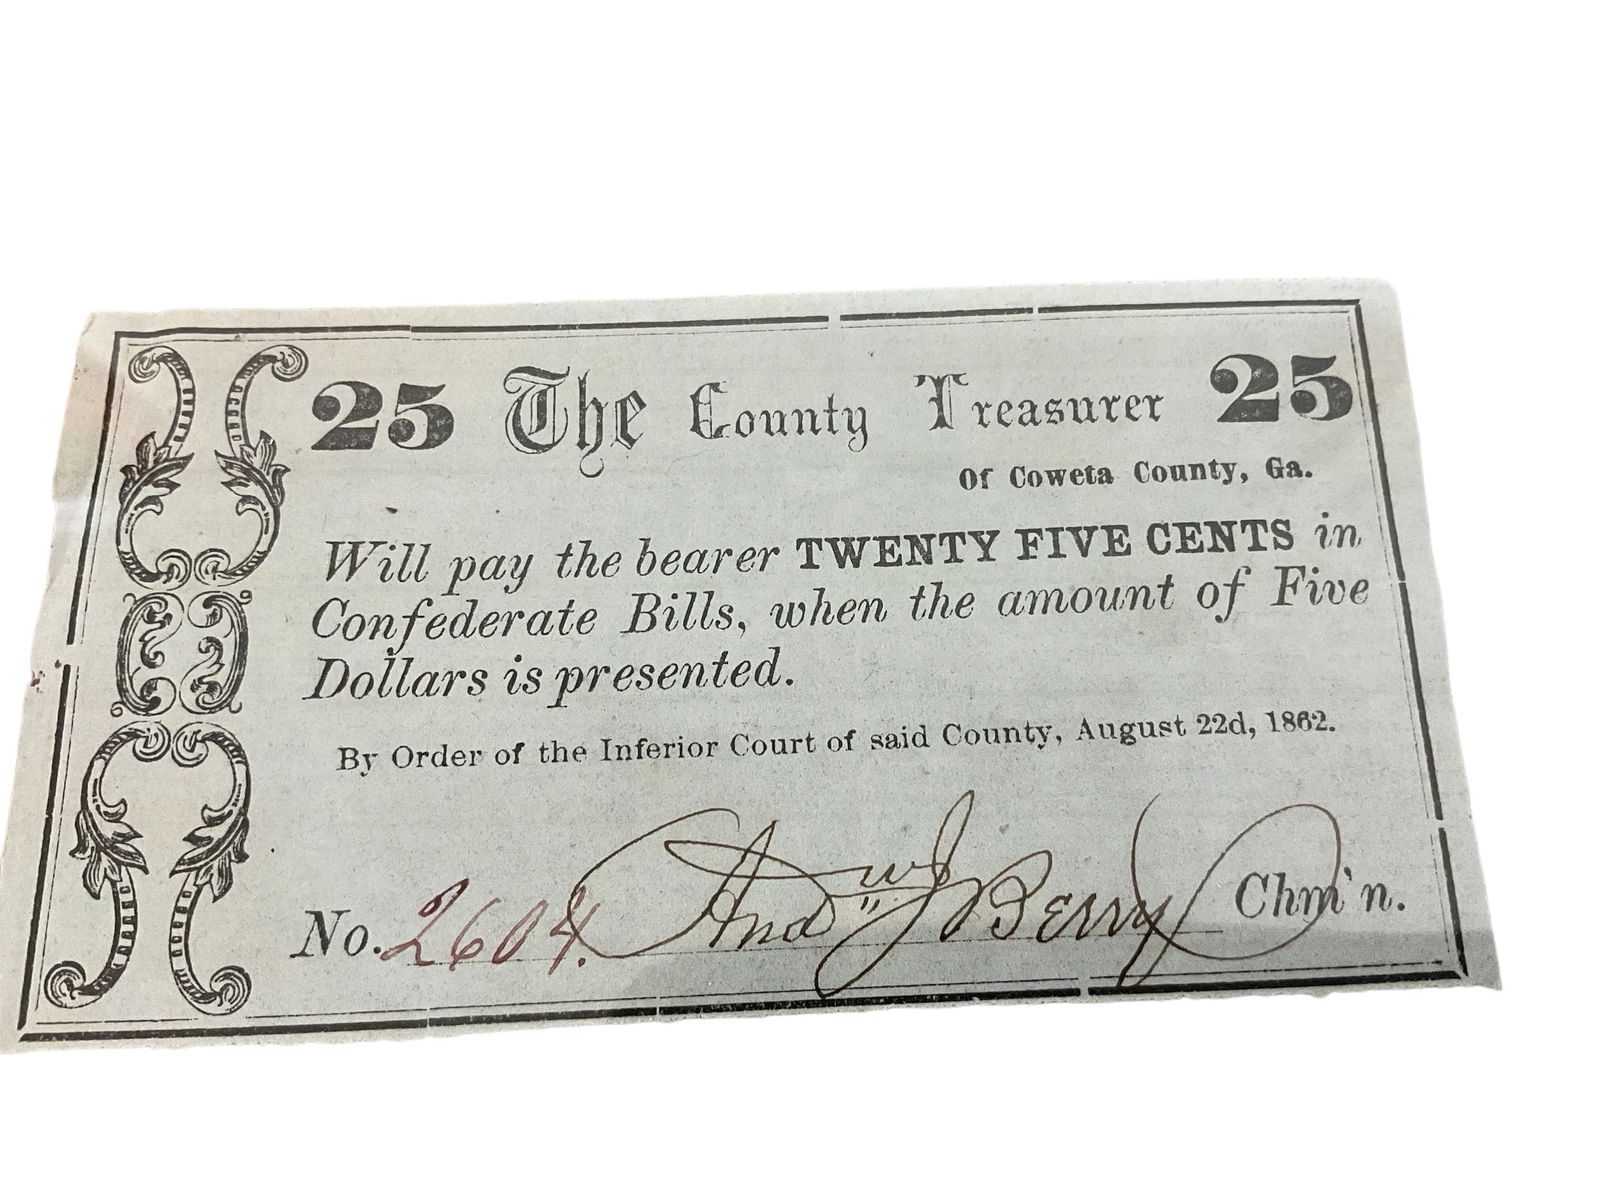 25 The County Treasurer 25
Of Coweta County, Ga.
Will pay the bearer TWENTY FIVE CENTS in
Confederate Bills, when the amount of Five
Dollars is presented.
By Order of the Inferior Court of said County, August 22d, 1862.
No. 2604. Andw J Berry Chm'n.